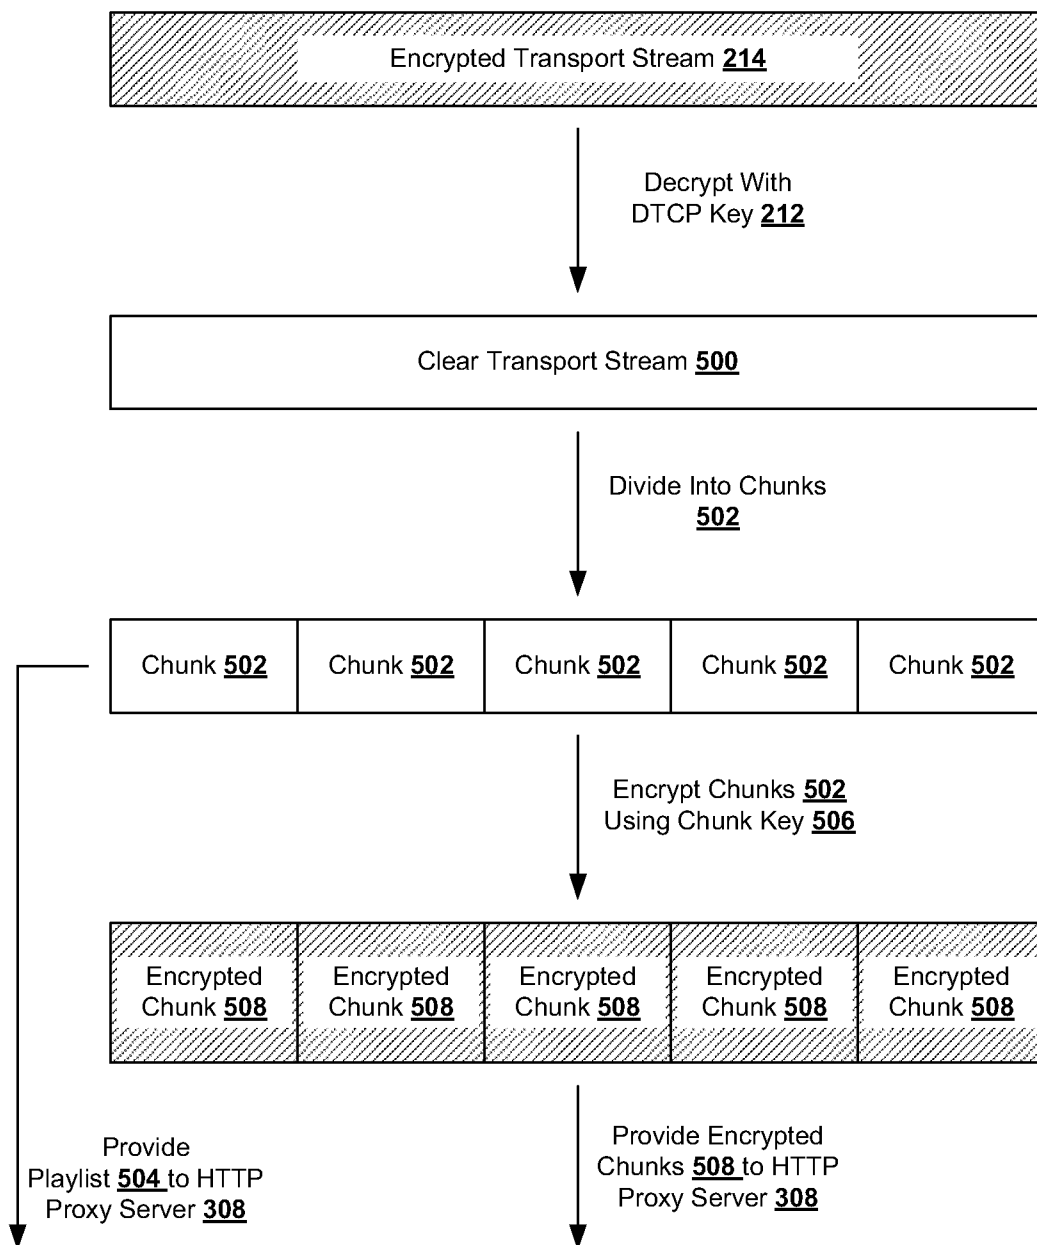 Encrypted Transport Stream 214
Decrypt With
DTCP Key 212
Clear Transport Stream 500
Divide Into Chunks
502
Chunk 502 Chunk 502 Chunk 502 Chunk 502 Chunk 502
Encrypt Chunks 502
Using Chunk Key 506
Encrypted Encrypted Encrypted Encrypted Encrypted
Chunk 508 Chunk 508 Chunk 508 Chunk 508 Chunk 508
Provide
Playlist 504 to HTTP
Proxy Server 308
Provide Encrypted
Chunks 508 to HTTP
Proxy Server 308